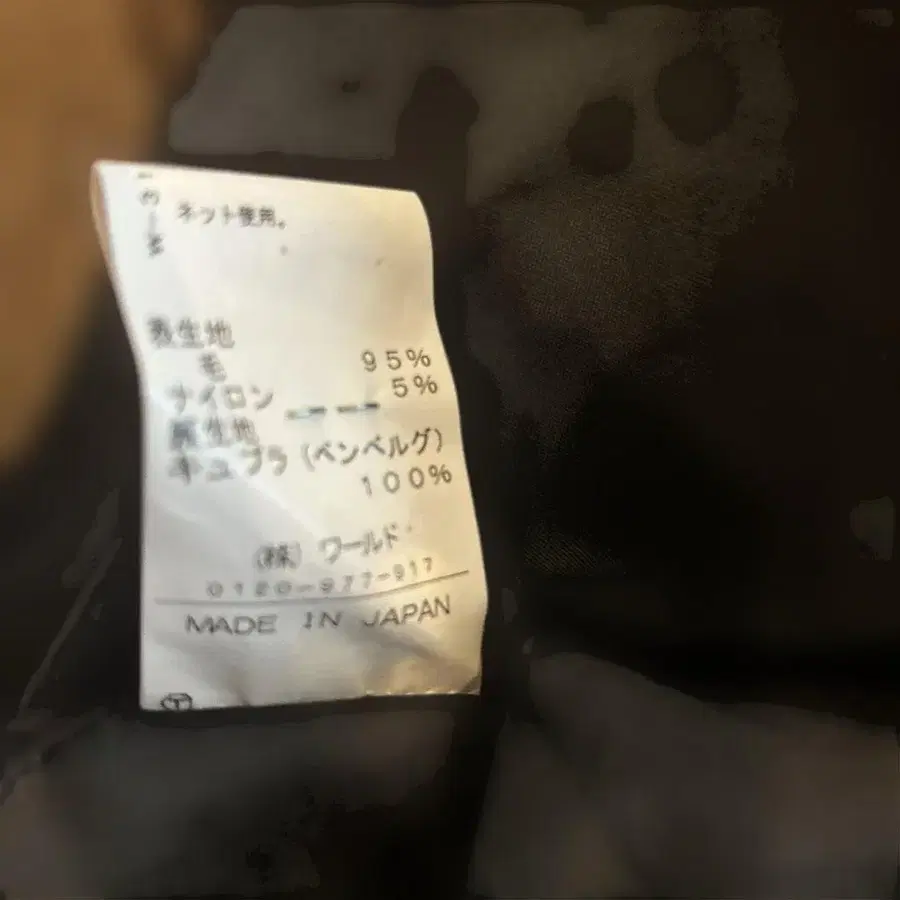 ネット使用。
表生地
毛 95%
ナイロン 5%
裏生地
キュプラ（ベンベルグ）
100%
（株）ワールド
0120-977-917
MADE IN JAPAN